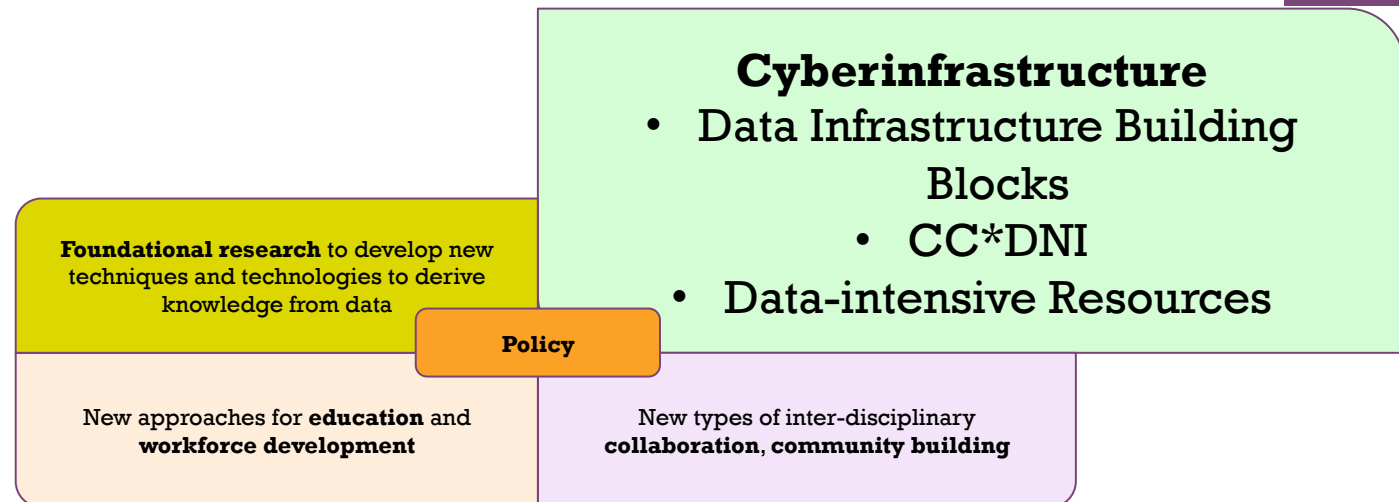 Cyberinfrastructure
• Data Infrastructure Building
Blocks
• CC*DNI
• Data-intensive Resources
Foundational research to develop new
techniques and technologies to derive
knowledge from data
Policy
New approaches for education and
workforce development
New types of inter-disciplinary
collaboration, community building